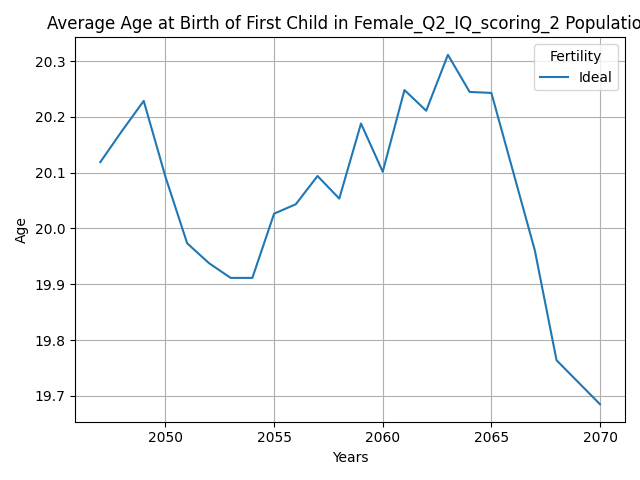 Average Age at Birth of First Child in Female_Q2_IQ_scoring_2 Populatio
Fertility
Ideal
20.3
20.2
20.1
20.0
19.9
19.8
19.7
Age
2050 2055 2060 2065 2070
Years